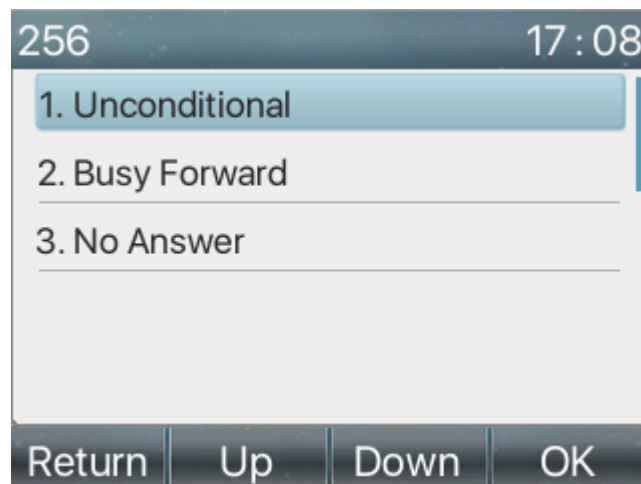 256 17:08
1. Unconditional
2. Busy Forward
3. No Answer
Return Up Down OK